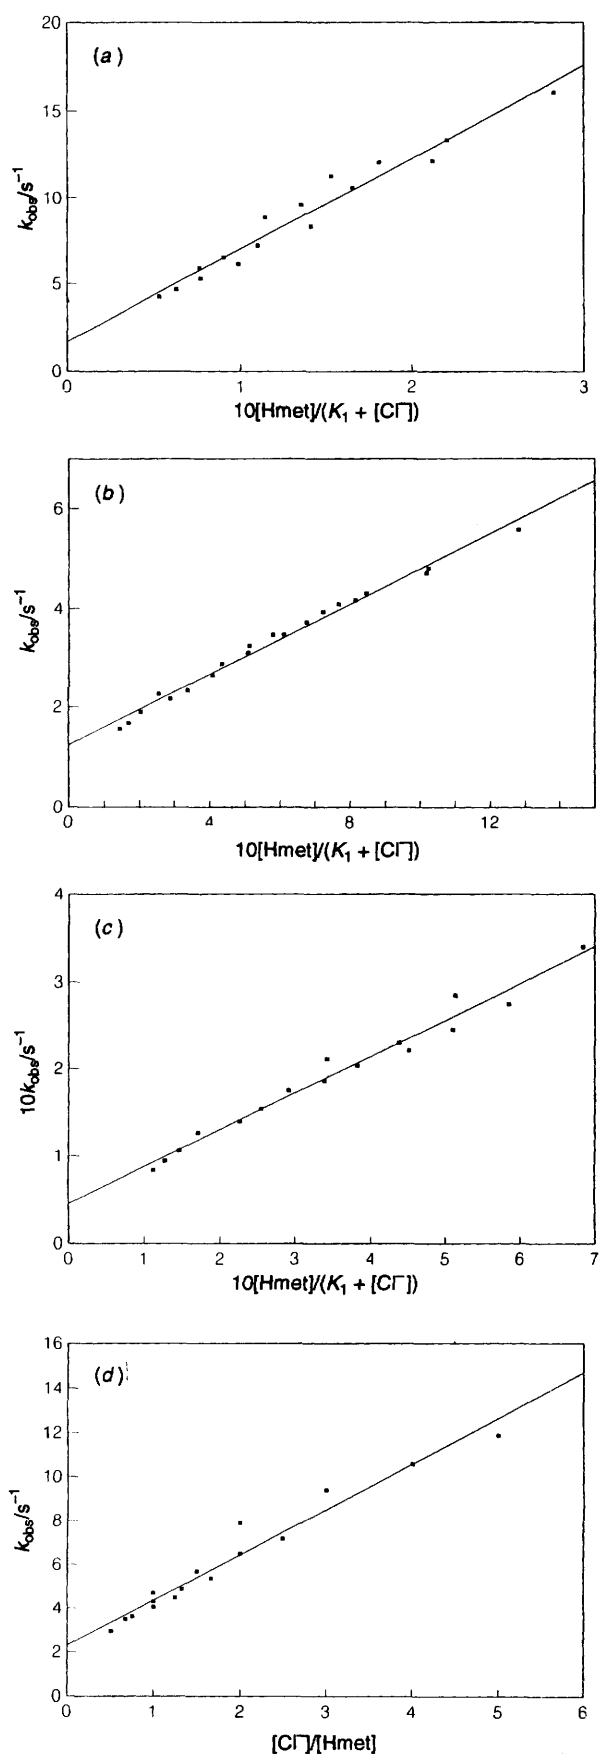 (a)
20
15
10
5
0
k_obs/s⁻¹
0 1 2 3
10[Hmet]/(K₁ + [Cl⁻])
(b)
6
4
2
0
k_obs/s⁻¹
0 4 8 12
10[Hmet]/(K₁ + [Cl⁻])
(c)
4
3
2
1
0
10k_obs/s⁻¹
0 1 2 3 4 5 6 7
10[Hmet]/(K₁ + [Cl⁻])
(d)
16
14
12
10
8
6
4
2
0
k_obs/s⁻¹
0 1 2 3 4 5 6
[Cl⁻]/[Hmet]